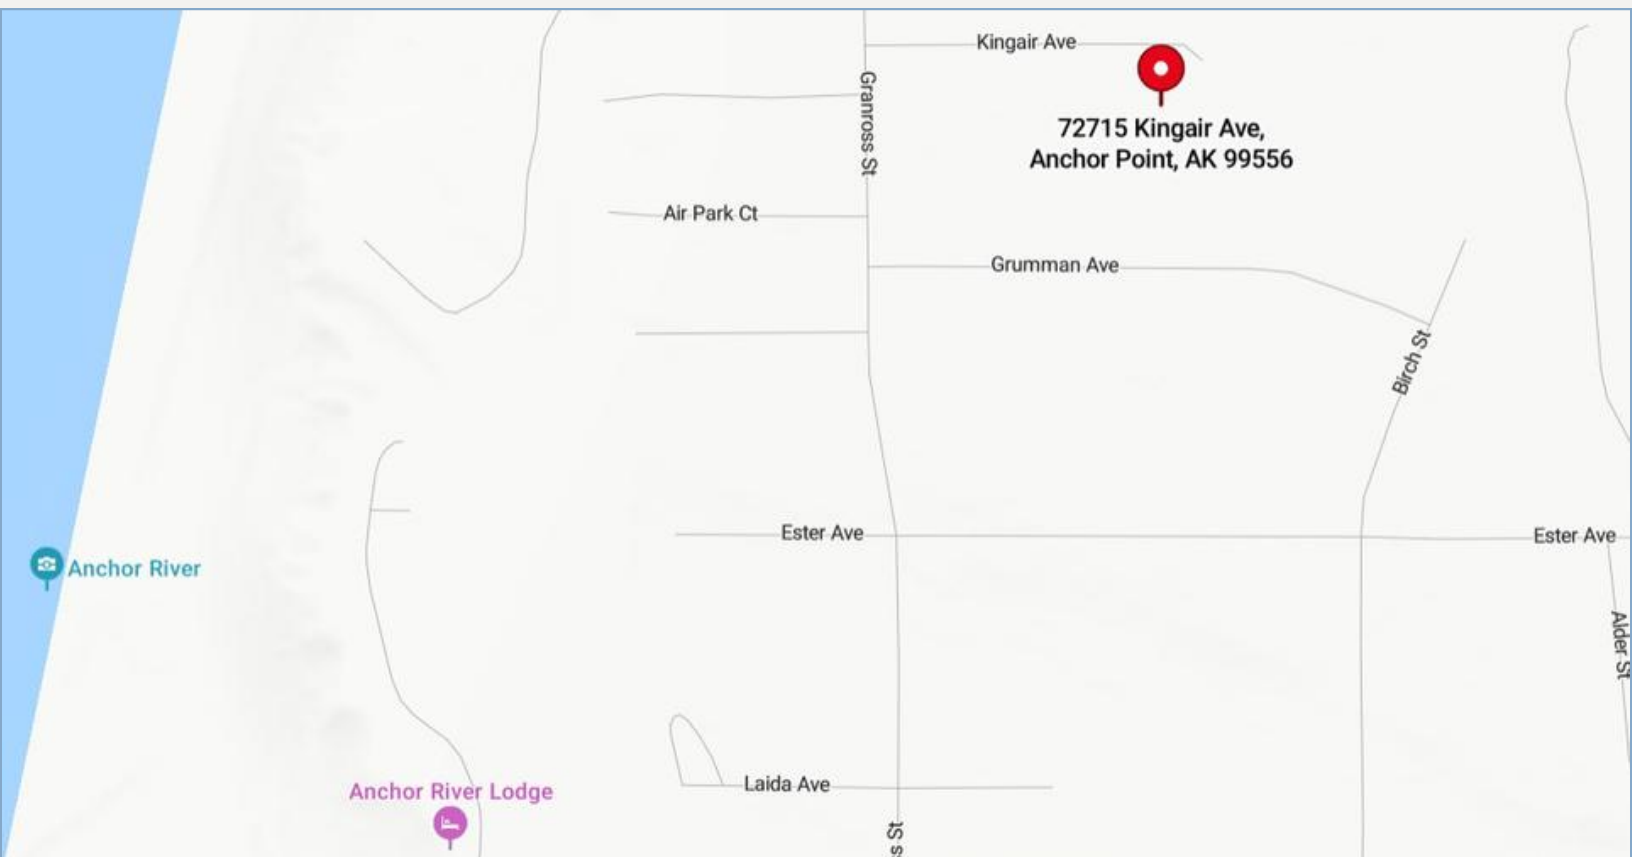 Kingair Ave
Granross St
72715 Kingair Ave,
Anchor Point, AK 99556
Air Park Ct
Grumman Ave
Birch St
Ester Ave
Ester Ave
Anchor River
Alder St
Laida Ave
Anchor River Lodge
s St